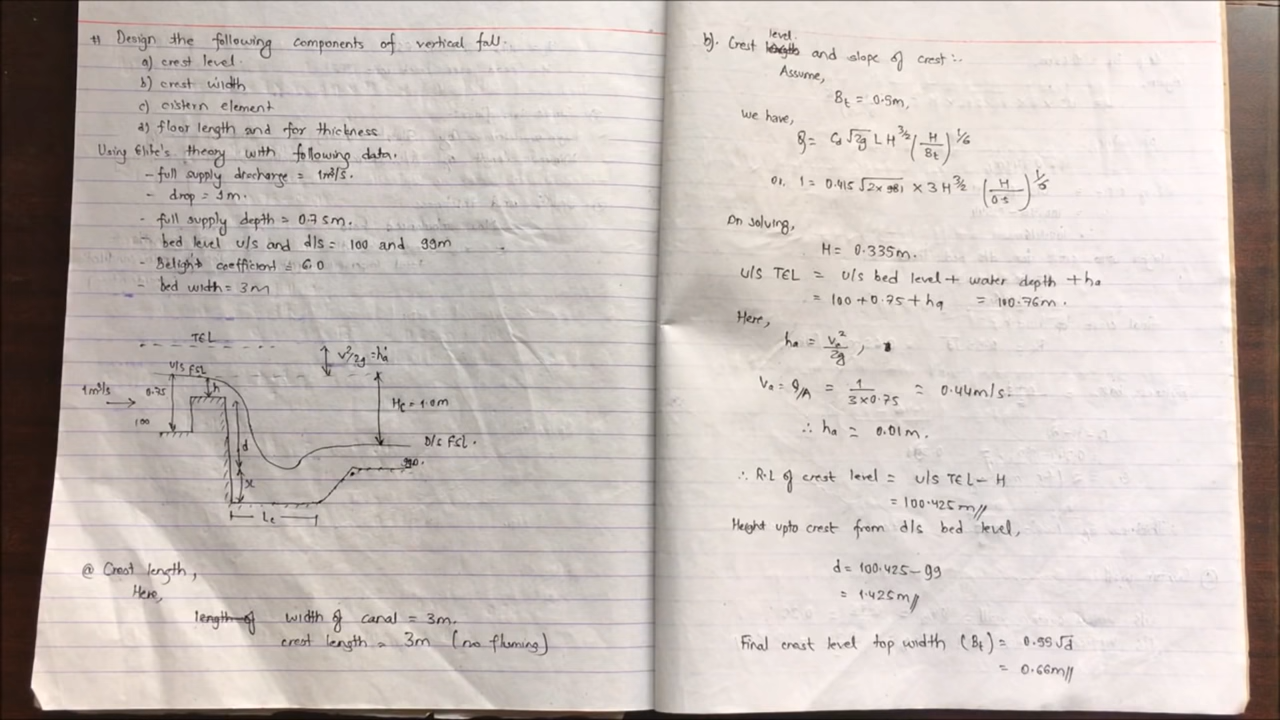 Design the following components of vertical fall.
a) crest level.
b) crest width
c) cistern element
d) floor length and for thickness
Using Elite's theory with following data.
- full supply discharge = 1m³/s.
- drop = 1m.
- full supply depth = 0.75m.
- bed level u/s and d/s = 100 and 99m
- coefficient = 6.0
- bed width = 3m
TEL
v²/2g = ha
U/S FSL
1m³/s
0.75
h
HL = 1.0m
100
d
D/S FSL.
990.
x
Lc
@ Crest length,
Here,
width of canal = 3m.
crest length = 3m (no fluming)
b). Crest level and slope of crest :-
Assume,
Bt = 0.5m,
we have,
Q = Cd √2g L H^3/2 (H/Bt)^1/6
or, 1 = 0.415 √2×9.81 × 3 H^3/2 (H/0.5)^1/6
On solving,
H = 0.335m.
U/S TEL = U/s bed level + water depth + ha
= 100 + 0.75 + ha = 100.76m.
Here,
ha = Va²/2g,
Va = Q/A = 1/3×0.75 = 0.44m/s.
∴ ha = 0.01m.
∴ R.L of crest level = U/S TEL - H
= 100.425m//
Height upto crest from d/s bed level,
d = 100.425 - 99
= 1.425m//
Final crest level top width (Bt) = 0.55√d
= 0.66m//